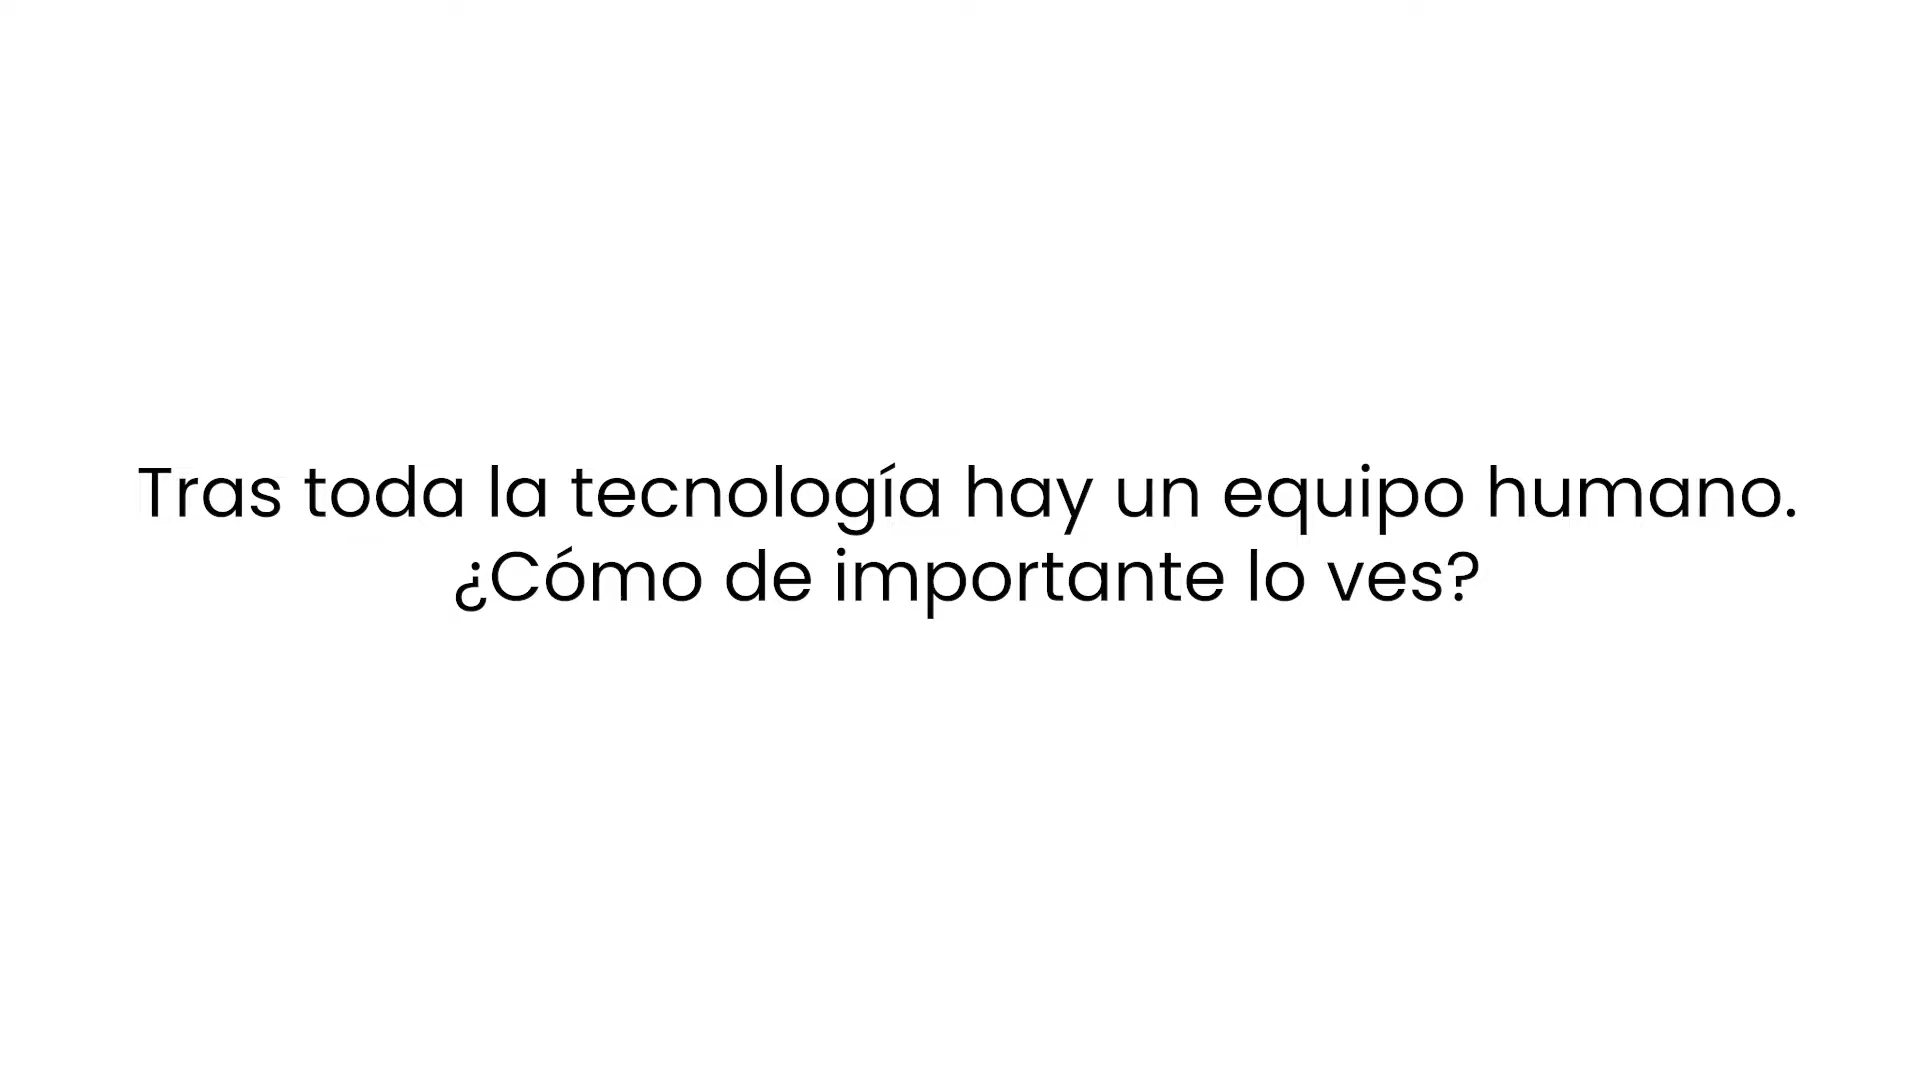 Tras toda la tecnología hay un equipo humano.
¿Cómo de importante lo ves?